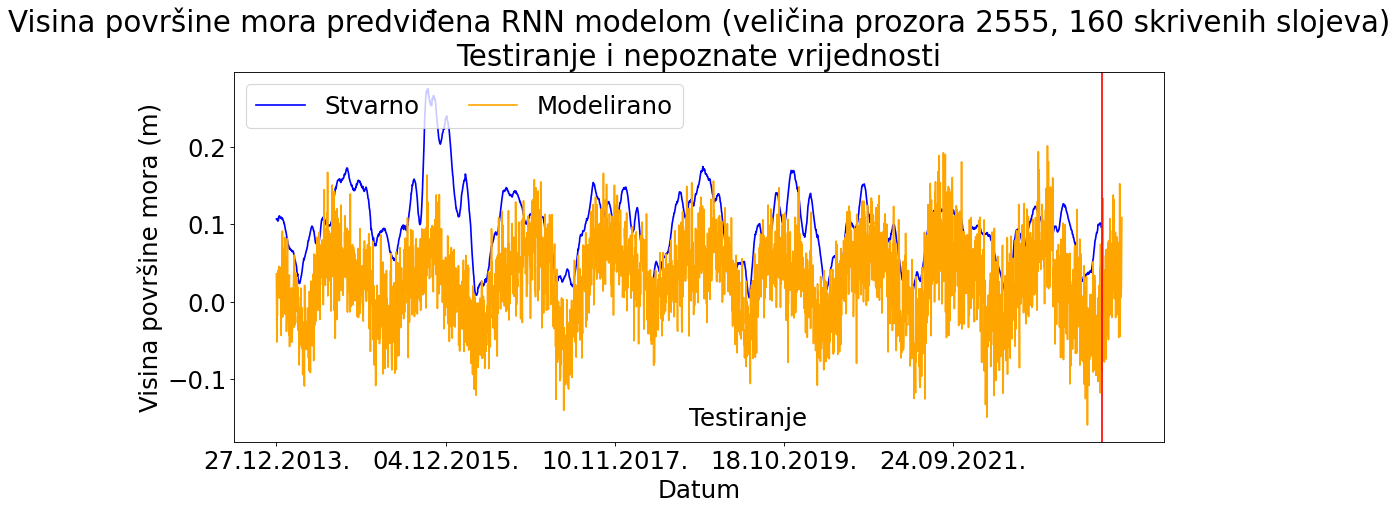 Visina površine mora predviđena RNN modelom (veličina prozora 2555, 160 skrivenih slojeva)
Testiranje i nepoznate vrijednosti
Stvarno
Modelirano
Visina površine mora (m)
0.2
0.1
0.0
−0.1
Testiranje
27.12.2013.
04.12.2015.
10.11.2017.
18.10.2019.
24.09.2021.
Datum